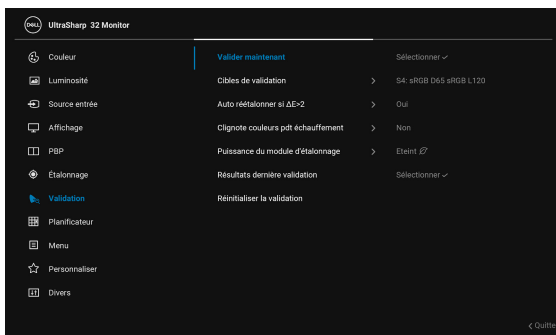 DELL UltraSharp 32 Monitor
Couleur
Valider maintenant
Sélectionner
Luminosité
Cibles de validation
S4: sRGB D65 sRGB L120
Source entrée
Auto réétalonner si ΔE>2
Oui
Affichage
Clignote couleurs pdt échauffement
Non
PBP
Puissance du module d'étalonnage
Eteint
Étalonnage
Résultats dernière validation
Sélectionner
Validation
Réinitialiser la validation
Planificateur
Menu
Personnaliser
Divers
Quitte